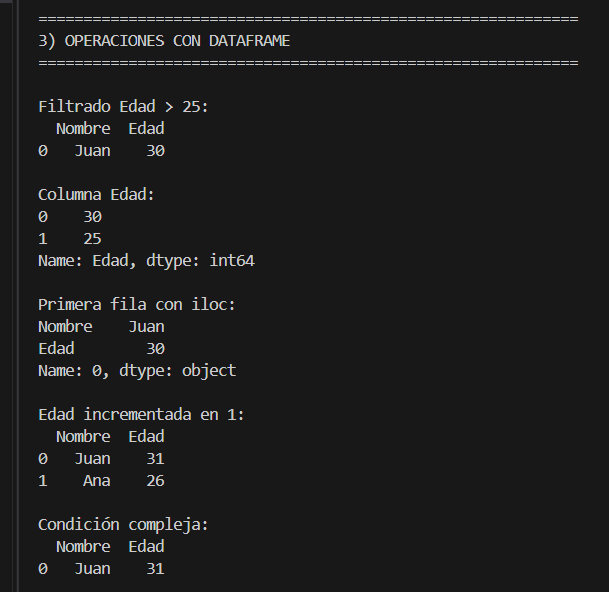 ============================================================
3) OPERACIONES CON DATAFRAME
============================================================
Filtrado Edad > 25:
  Nombre  Edad
0   Juan    30
Columna Edad:
0    30
1    25
Name: Edad, dtype: int64
Primera fila con iloc:
Nombre    Juan
Edad        30
Name: 0, dtype: object
Edad incrementada en 1:
  Nombre  Edad
0   Juan    31
1    Ana    26
Condición compleja:
  Nombre  Edad
0   Juan    31